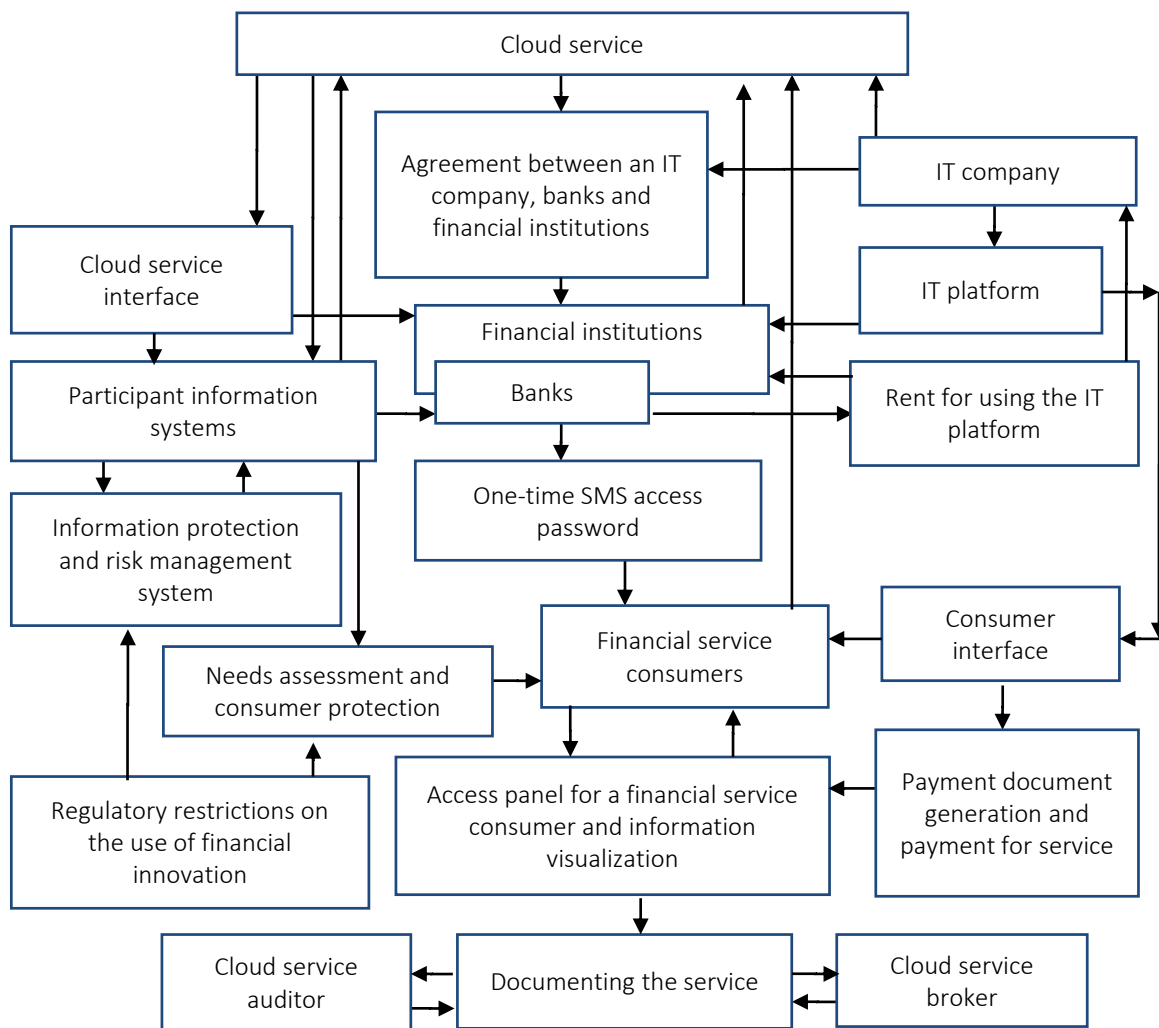 Cloud service
Agreement between an IT
company, banks and
financial institutions
IT company
Cloud service
interface
IT platform
Financial institutions
Banks
Participant information
systems
Rent for using the IT
platform
One-time SMS access
password
Information protection
and risk management
system
Financial service
consumers
Consumer
interface
Needs assessment and
consumer protection
Regulatory restrictions on
the use of financial
innovation
Access panel for a financial service
consumer and information
visualization
Payment document
generation and
payment for service
Cloud service
auditor
Documenting the service
Cloud service
broker